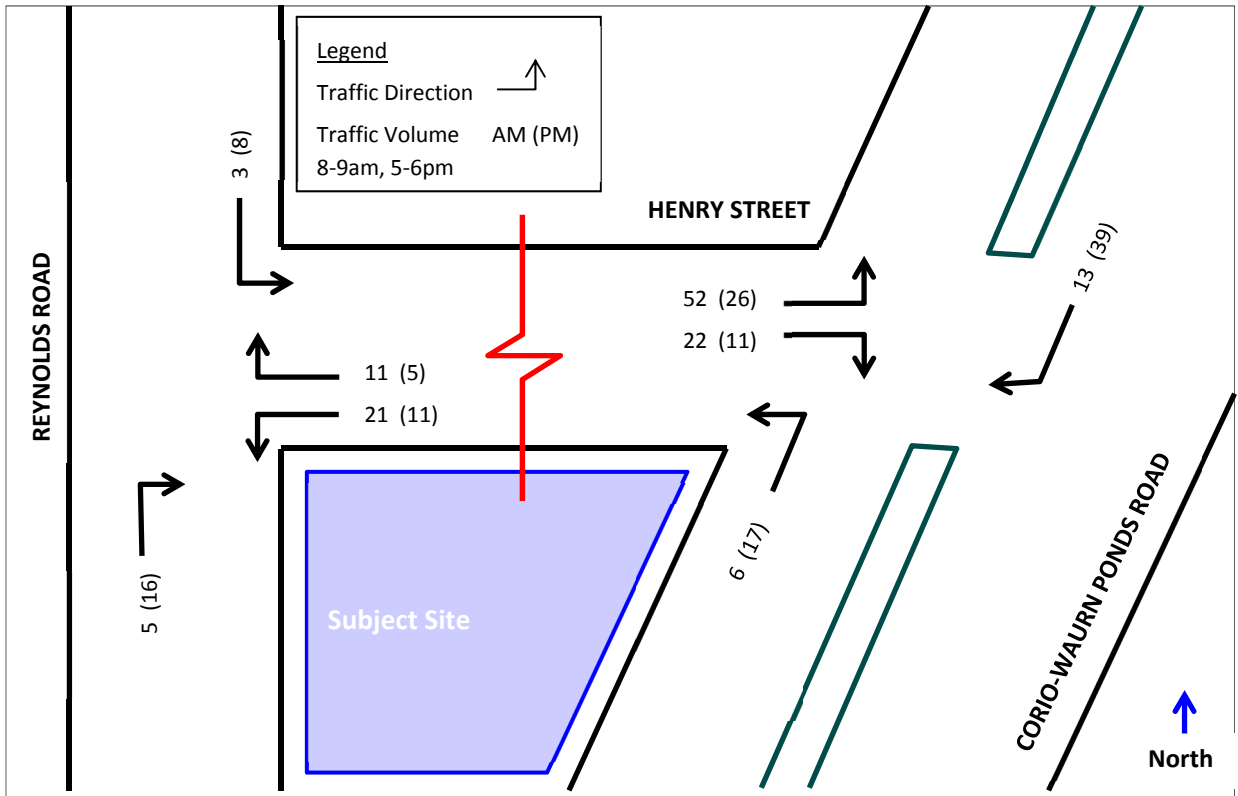 Legend
Traffic Direction
Traffic Volume AM (PM)
8-9am, 5-6pm
3 (8)
HENRY STREET
REYNOLDS ROAD
52 (26)
22 (11)
13 (39)
11 (5)
21 (11)
5 (16)
6 (17)
Subject Site
CORIO-WAURN PONDS ROAD
North